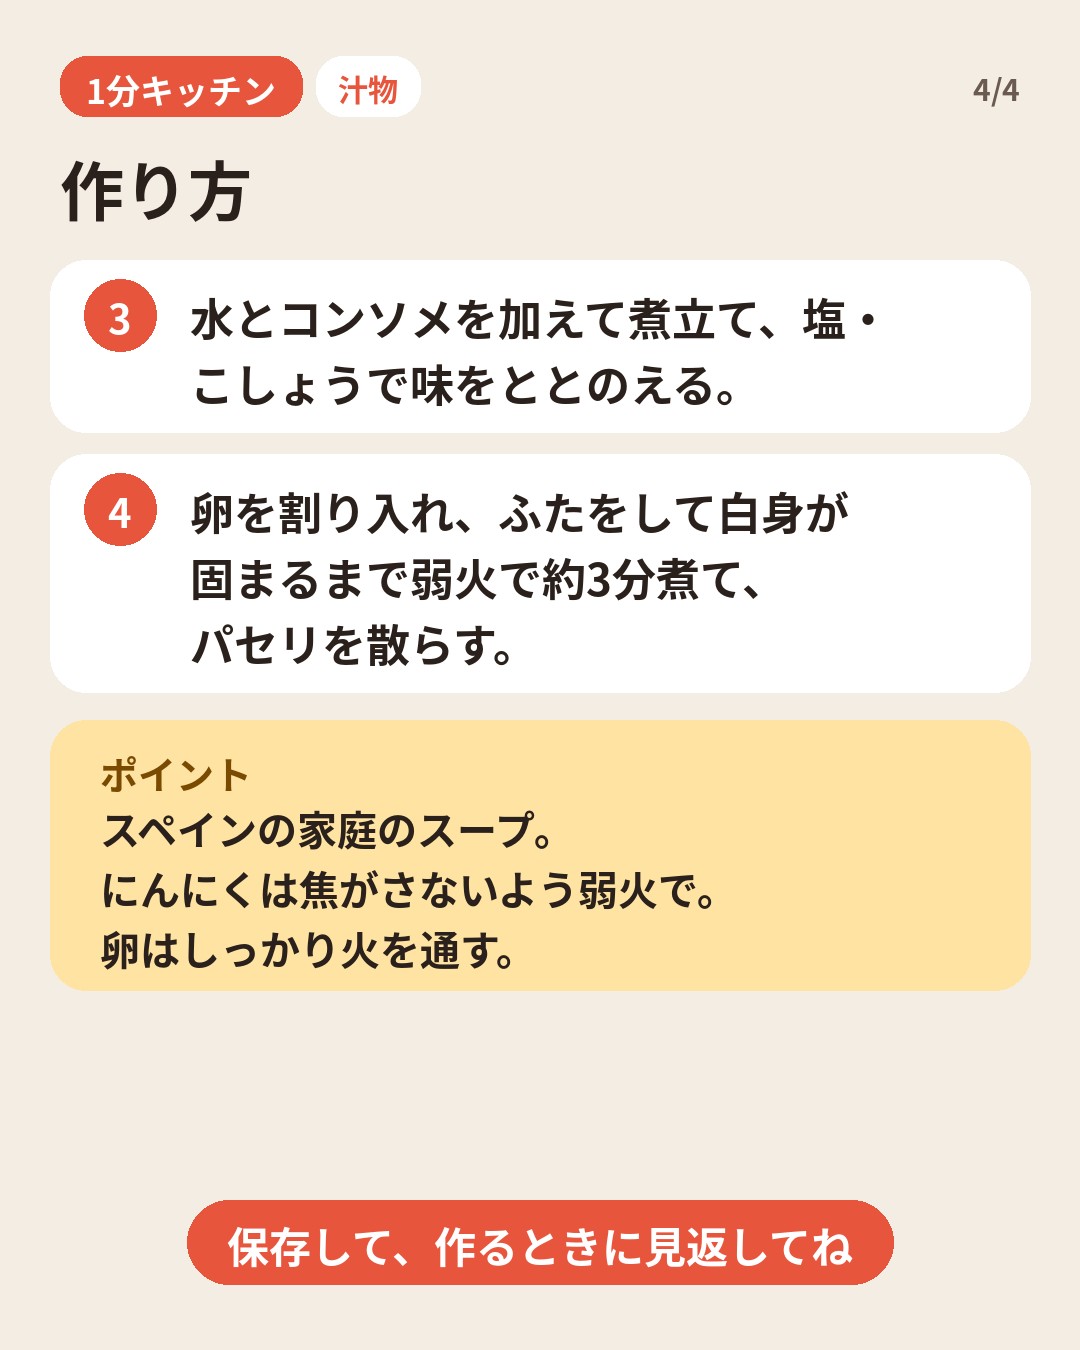 1分キッチン 汁物 4/4
作り方
3 水とコンソメを加えて煮立て、塩・
こしょうで味をととのえる。
4 卵を割り入れ、ふたをして白身が
固まるまで弱火で約3分煮て、
パセリを散らす。
ポイント
スペインの家庭のスープ。
にんにくは焦がさないよう弱火で。
卵はしっかり火を通す。
保存して、作るときに見返してね